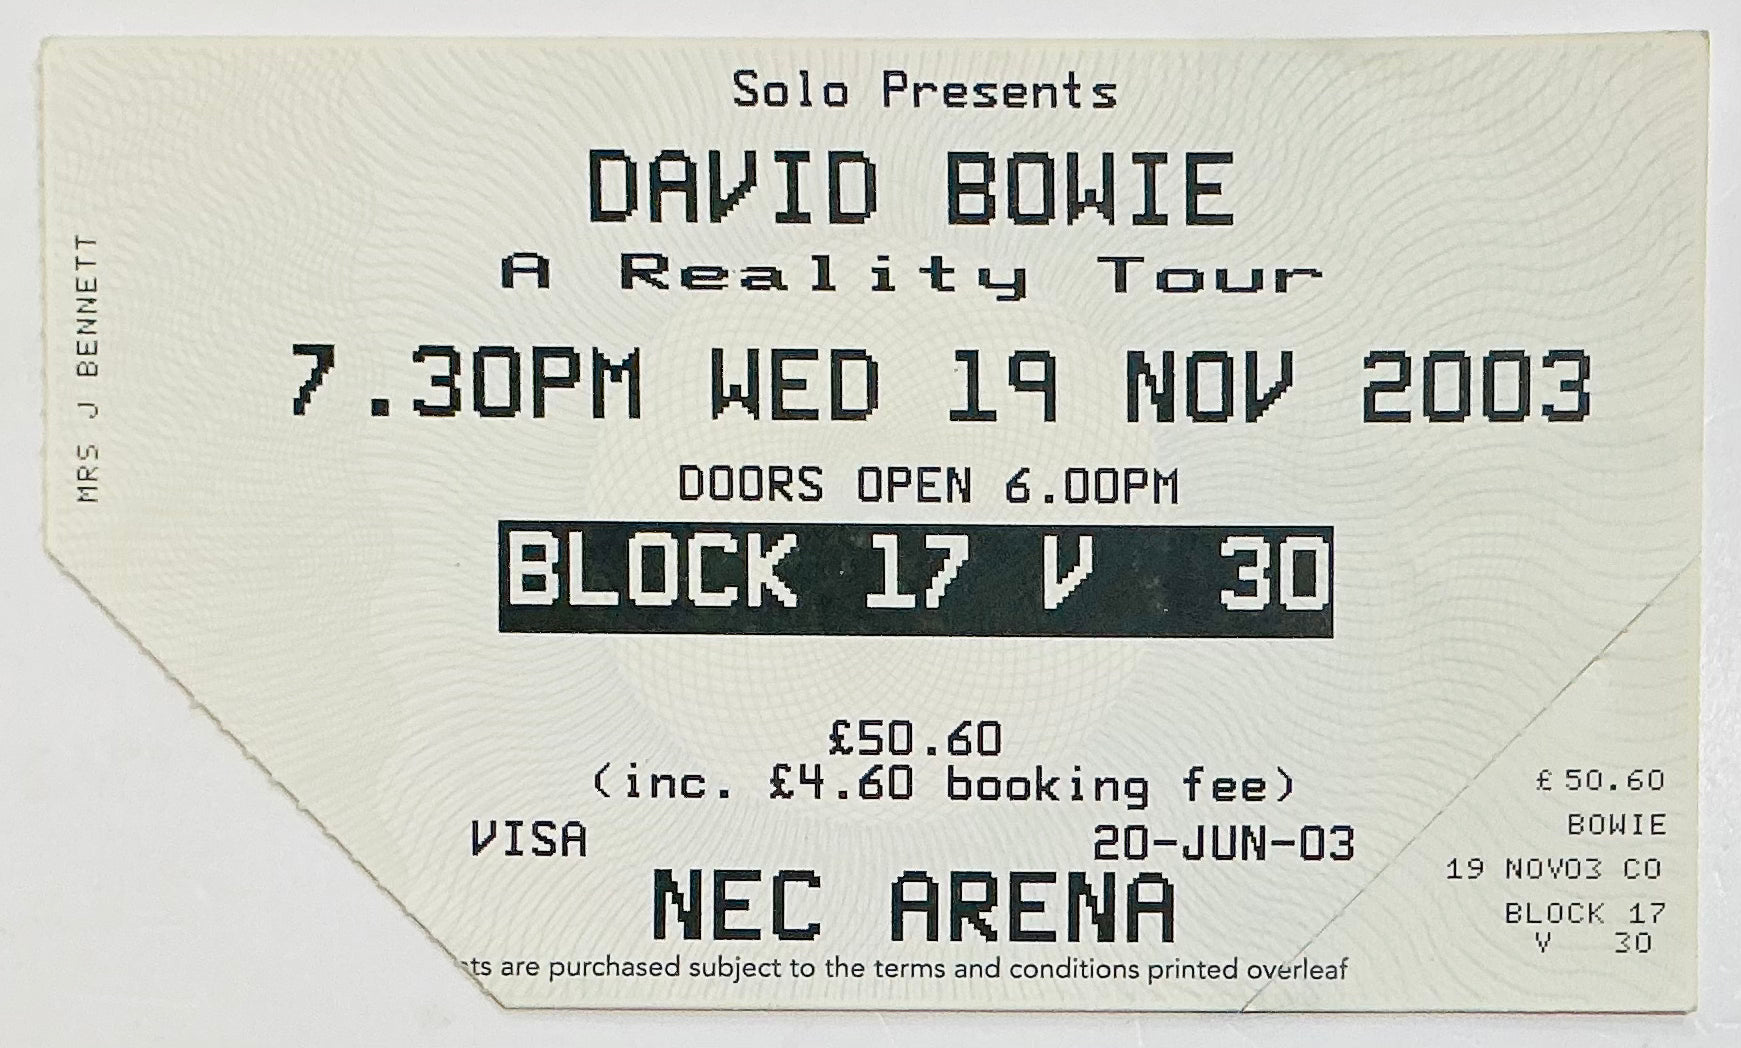 Solo Presents
DAVID BOWIE
A Reality Tour
7.30PM WED 19 NOV 2003
DOORS OPEN 6.00PM
BLOCK 17 V 30
£50.60
(inc. £4.60 booking fee)
VISA 20-JUN-03
NEC ARENA
are purchased subject to the terms and conditions printed overleaf
MRS J BENNETT
£50.60
BOWIE
19 NOV03 CO
BLOCK 17
V 30